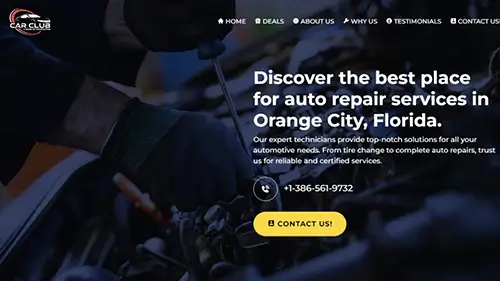 CAR CLUB
HOME DEALS ABOUT US WHY US TESTIMONIALS CONTACT US!
Discover the best place
for auto repair services in
Orange City, Florida.
Our expert technicians provide top-notch solutions for all your
automotive needs. From tire change to complete auto repairs, trust
us for reliable and certified services.
+1-386-561-9732
CONTACT US!